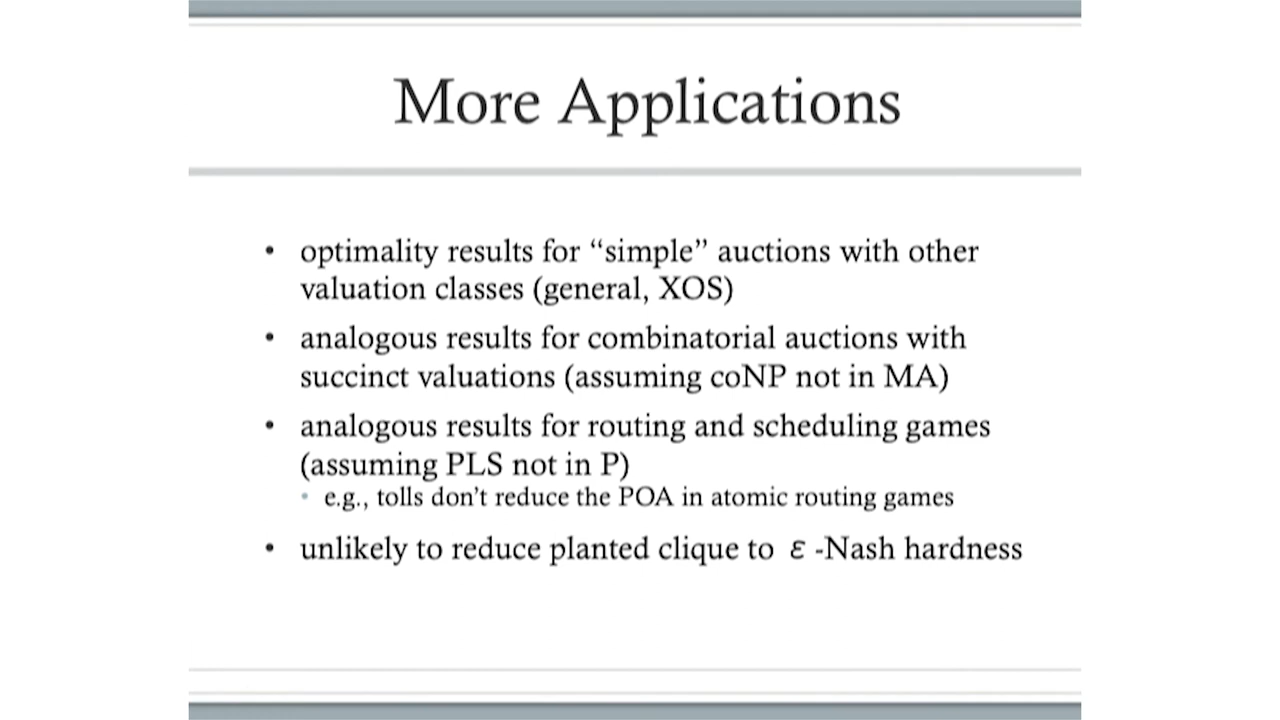 More Applications
• optimality results for “simple” auctions with other
valuation classes (general, XOS)
• analogous results for combinatorial auctions with
succinct valuations (assuming coNP not in MA)
• analogous results for routing and scheduling games
(assuming PLS not in P)
• e.g., tolls don’t reduce the POA in atomic routing games
• unlikely to reduce planted clique to ε -Nash hardness